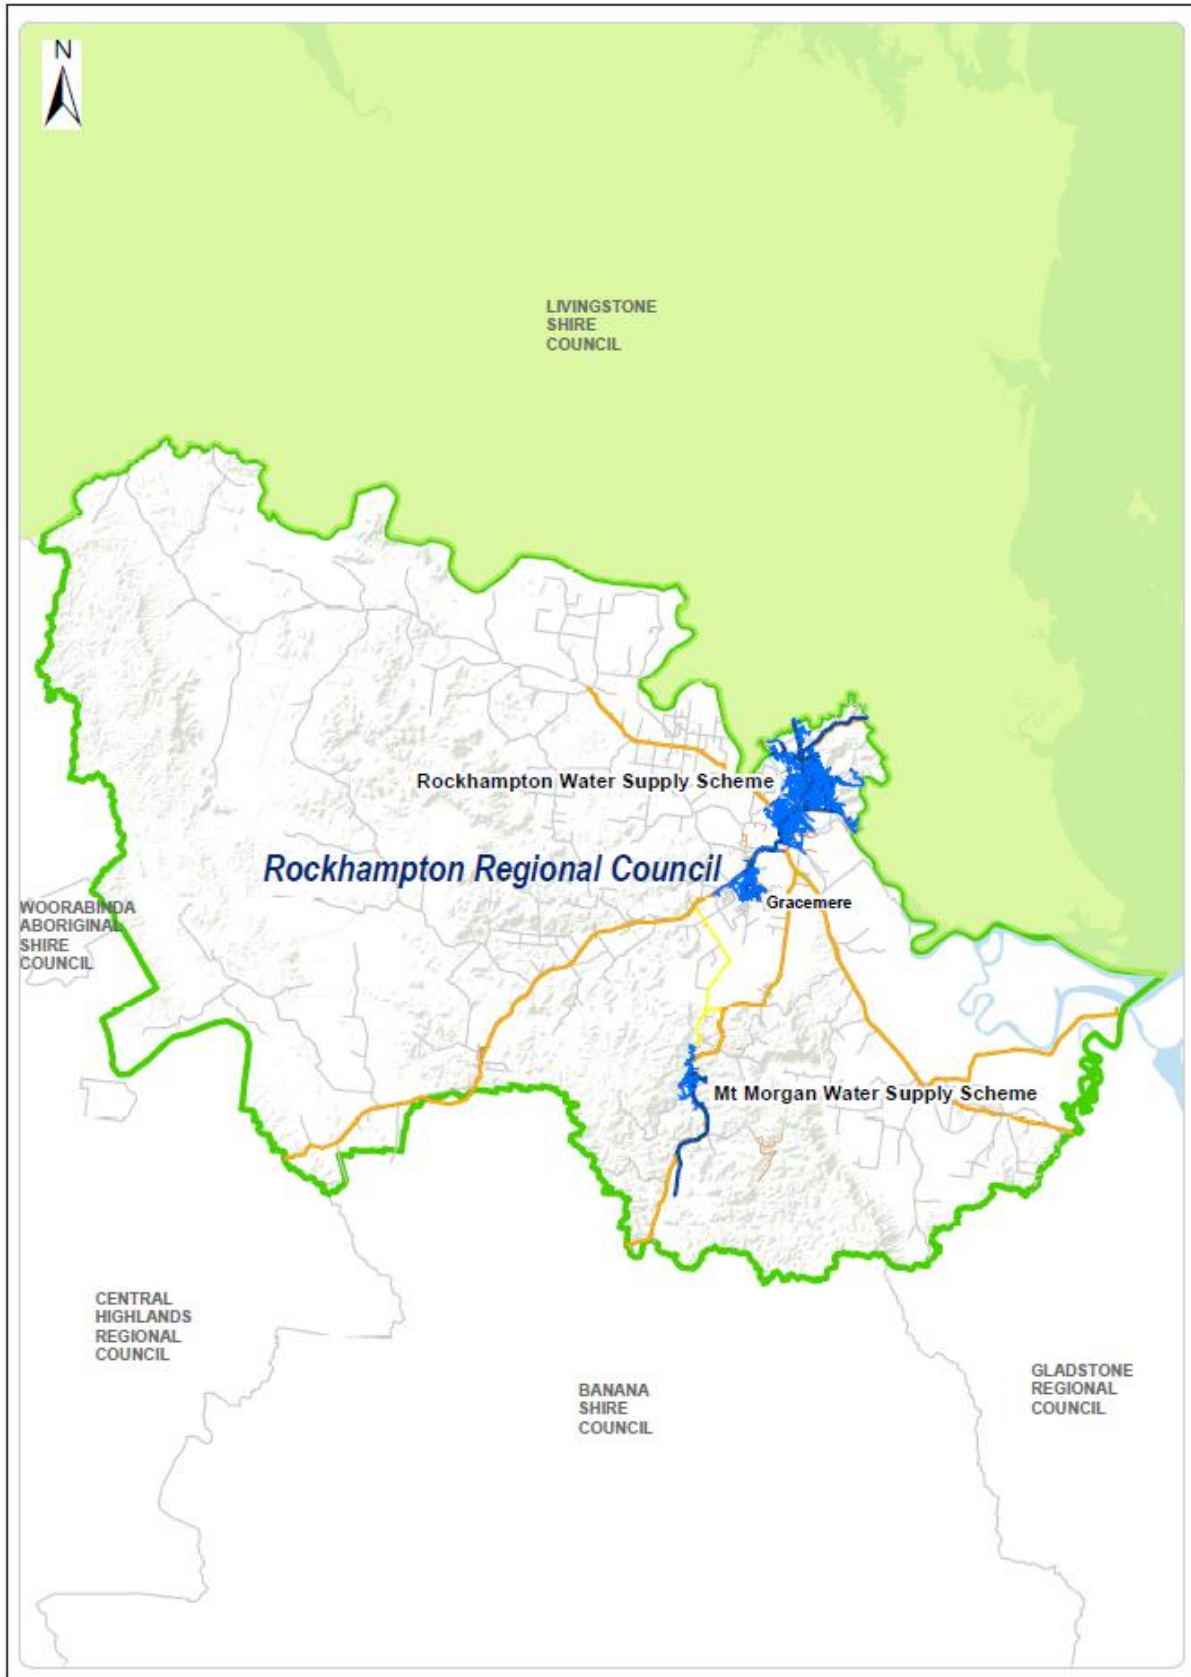 N
LIVINGSTONE
SHIRE
COUNCIL
Rockhampton Water Supply Scheme
Rockhampton Regional Council
Gracemere
WOORABINDA
ABORIGINAL
SHIRE
COUNCIL
Mt Morgan Water Supply Scheme
CENTRAL
HIGHLANDS
REGIONAL
COUNCIL
BANANA
SHIRE
COUNCIL
GLADSTONE
REGIONAL
COUNCIL